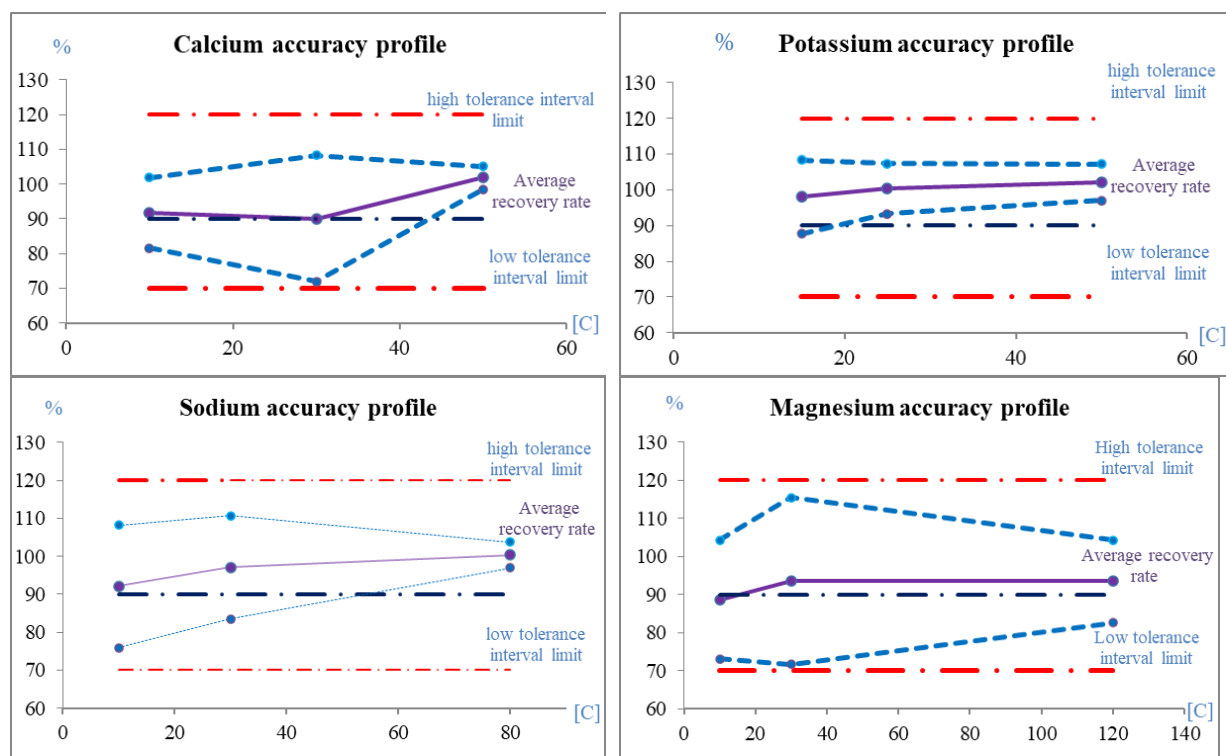 Calcium accuracy profile
%
130
120
110
100
90
80
70
60
high tolerance interval
limit
Average
recovery rate
low tolerance
interval limit
[C]
0
20
40
60
Potassium accuracy profile
%
130
120
110
100
90
80
70
60
high tolerance
interval limit
Average
recovery rate
low tolerance
interval limit
[C]
0
20
40
60
Sodium accuracy profile
%
130
120
110
100
90
80
70
60
high tolerance
interval limit
Average
recovery rate
low tolerance
interval limit
[C]
0
20
40
60
80
Magnesium accuracy profile
%
130
120
110
100
90
80
70
60
High tolerance
interval limit
Average recovery
rate
Low tolerance
interval limit
[C]
0
20
40
60
80
100
120
140